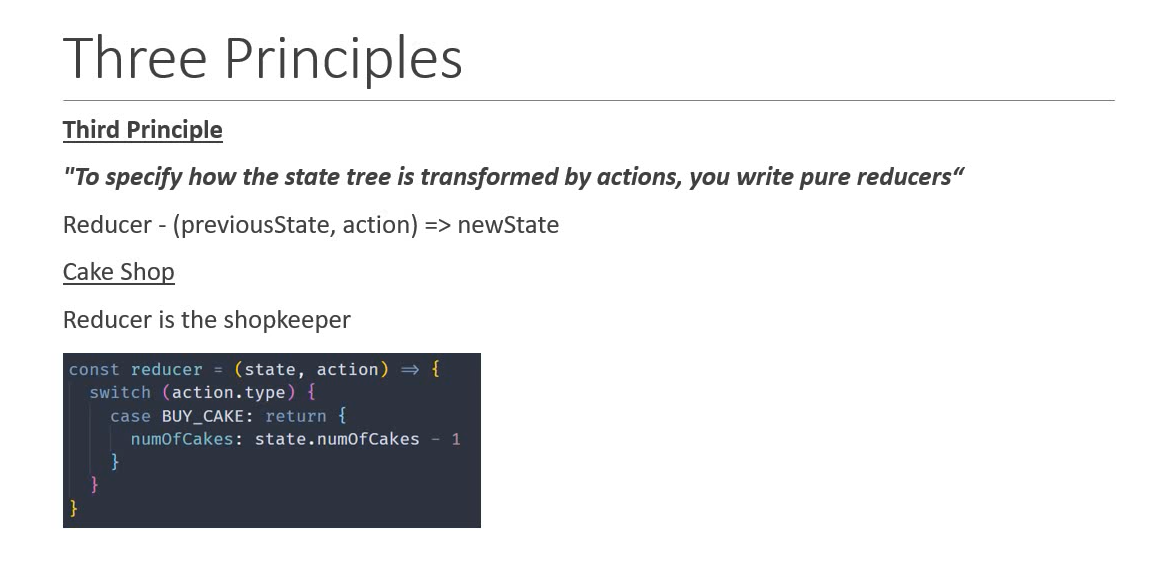 Three Principles
Third Principle
"To specify how the state tree is transformed by actions, you write pure reducers“
Reducer - (previousState, action) => newState
Cake Shop
Reducer is the shopkeeper
const reducer = (state, action) ⇒ {
  switch (action.type) {
    case BUY_CAKE: return {
      numOfCakes: state.numOfCakes - 1
    }
  }
}